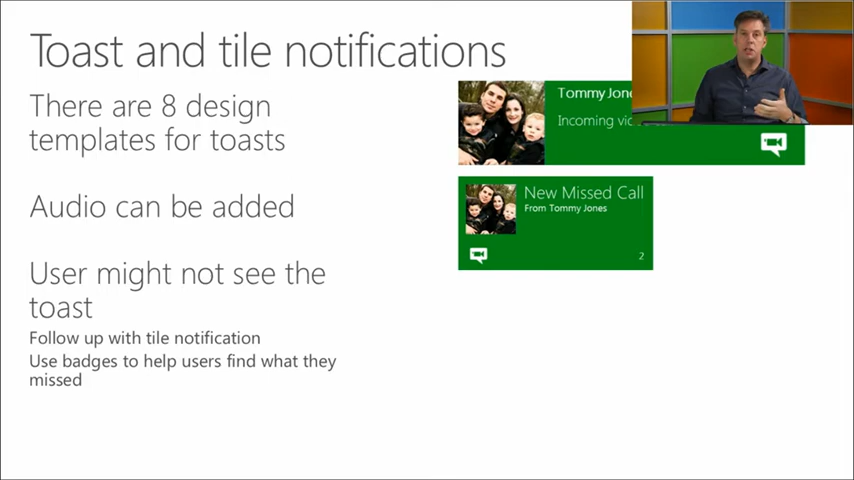 Toast and tile notifications
There are 8 design
templates for toasts
Audio can be added
User might not see the
toast
Follow up with tile notification
Use badges to help users find what they
missed
Tommy
Incoming
New Missed Call
From Tommy Jones
2